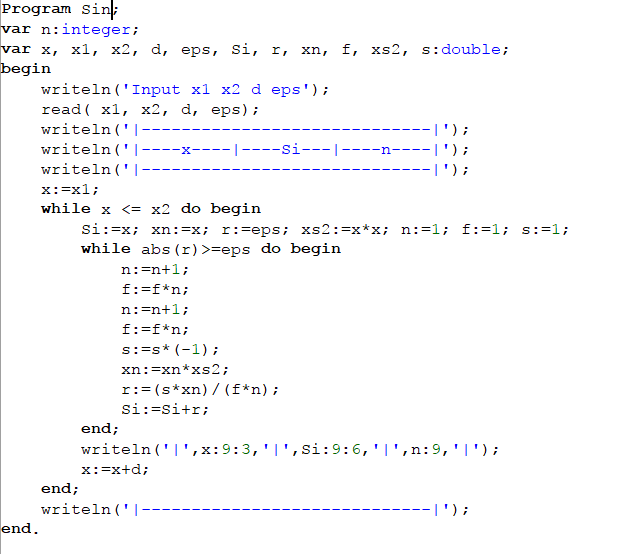 Program Sin;
var n:integer;
var x, x1, x2, d, eps, Si, r, xn, f, xs2, s:double;
begin
    writeln('Input x1 x2 d eps');
    read( x1, x2, d, eps);
    writeln('|-----------------------------|');
    writeln('|----x----|----Si---|----n----|');
    writeln('|-----------------------------|');
    x:=x1;
    while x <= x2 do begin
        Si:=x; xn:=x; r:=eps; xs2:=x*x; n:=1; f:=1; s:=1;
        while abs(r)>=eps do begin
            n:=n+1;
            f:=f*n;
            n:=n+1;
            f:=f*n;
            s:=s*(-1);
            xn:=xn*xs2;
            r:=(s*xn)/(f*n);
            Si:=Si+r;
        end;
        writeln('|',x:9:3,'|',Si:9:6,'|',n:9,'|');
        x:=x+d;
    end;
    writeln('|-----------------------------|');
end.